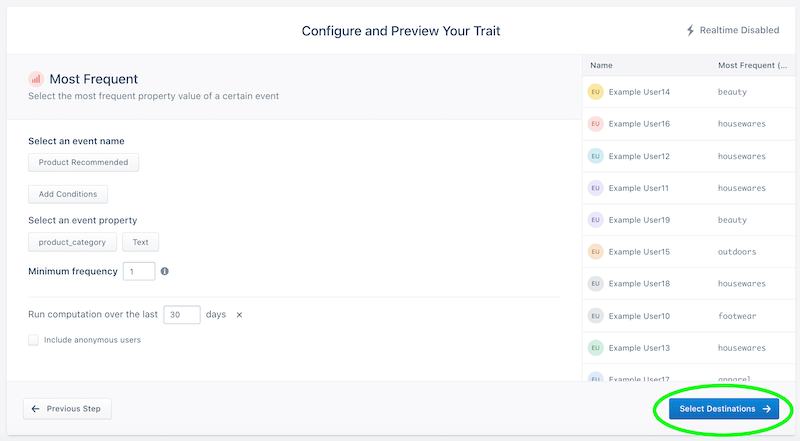 Configure and Preview Your Trait
Realtime Disabled
Most Frequent
Select the most frequent property value of a certain event
Select an event name
Product Recommended
Add Conditions
Select an event property
product_category Text
Minimum frequency 1
Run computation over the last 30 days ×
Include anonymous users
Name Most Frequent (...
EU Example User14 beauty
EU Example User16 housewares
EU Example User12 housewares
EU Example User11 housewares
EU Example User19 beauty
EU Example User15 outdoors
EU Example User18 housewares
EU Example User10 footwear
EU Example User13 housewares
EU Example User17 apparel
Previous Step
Select Destinations